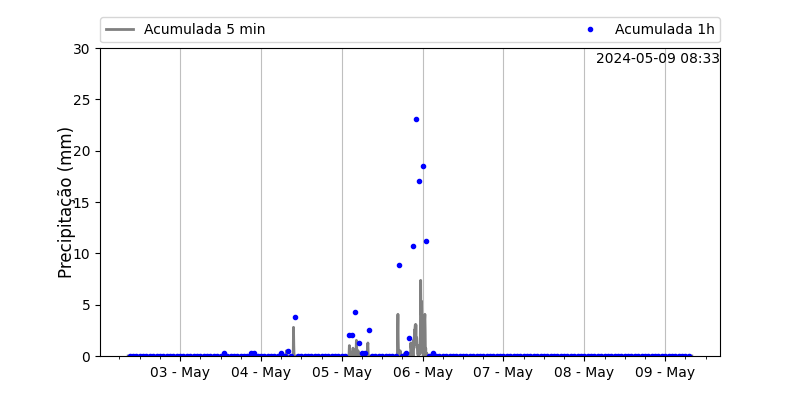 Acumulada 5 min
Acumulada 1h
2024-05-09 08:33
Precipitação (mm)
30
25
20
15
10
5
0
03 - May
04 - May
05 - May
06 - May
07 - May
08 - May
09 - May